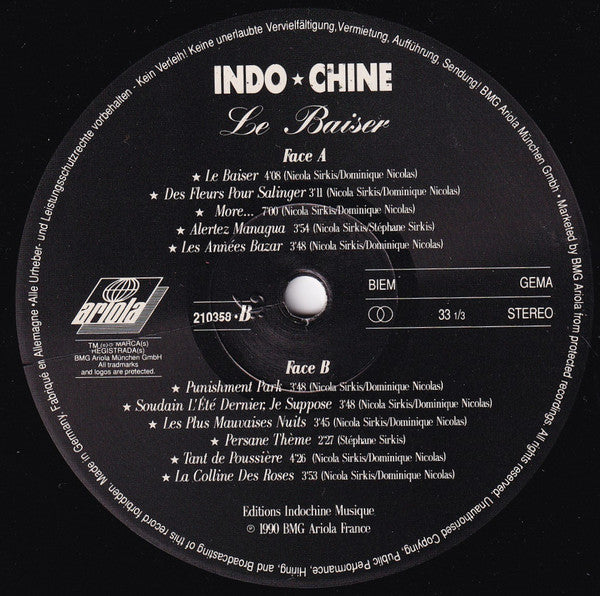 Made in Germany. Fabriqué en Allemagne • Alle Urheber- und Leistungsschutzrechte vorbehalten - Kein Verleih! Keine unerlaubte Vervielfältigung, Vermietung, Aufführung, Sendung! BMG Ariola München GmbH • Marketed by BMG Ariola from protected recordings. All rights reserved. Unauthorised Copying, Public Performance, Hiring, and Broadcasting of this record forbidden.
INDO ★ CHINE
Le Baiser
Face A
★ Le Baiser 4'08 (Nicola Sirkis/Dominique Nicolas)
★ Des Fleurs Pour Salinger 3'11 (Nicola Sirkis/Dominique Nicolas)
★ More... 7'00 (Nicola Sirkis/Dominique Nicolas)
★ Alertez Managua 3'54 (Nicola Sirkis/Stéphane Sirkis)
★ Les Années Bazar 3'48 (Nicola Sirkis/Dominique Nicolas)
ariola
TM (s)® MARCA(s)
REGISTRADA(s)
BMG Ariola München GmbH
All tradmarks
and logos are protected.
210358 • B
BIEM GEMA
33 1/3 STEREO
Face B
★ Punishment Park 3'48 (Nicola Sirkis/Dominique Nicolas)
★ Soudain L'Été Dernier, Je Suppose 3'48 (Nicola Sirkis/Dominique Nicolas)
★ Les Plus Mauvaises Nuits 3'45 (Nicola Sirkis/Dominique Nicolas)
★ Persane Thème 2'27 (Stéphane Sirkis)
★ Tant de Poussière 4'26 (Nicola Sirkis/Dominique Nicolas)
★ La Colline Des Roses 3'53 (Nicola Sirkis/Dominique Nicolas)
Editions Indochine Musique
℗ 1990 BMG Ariola France